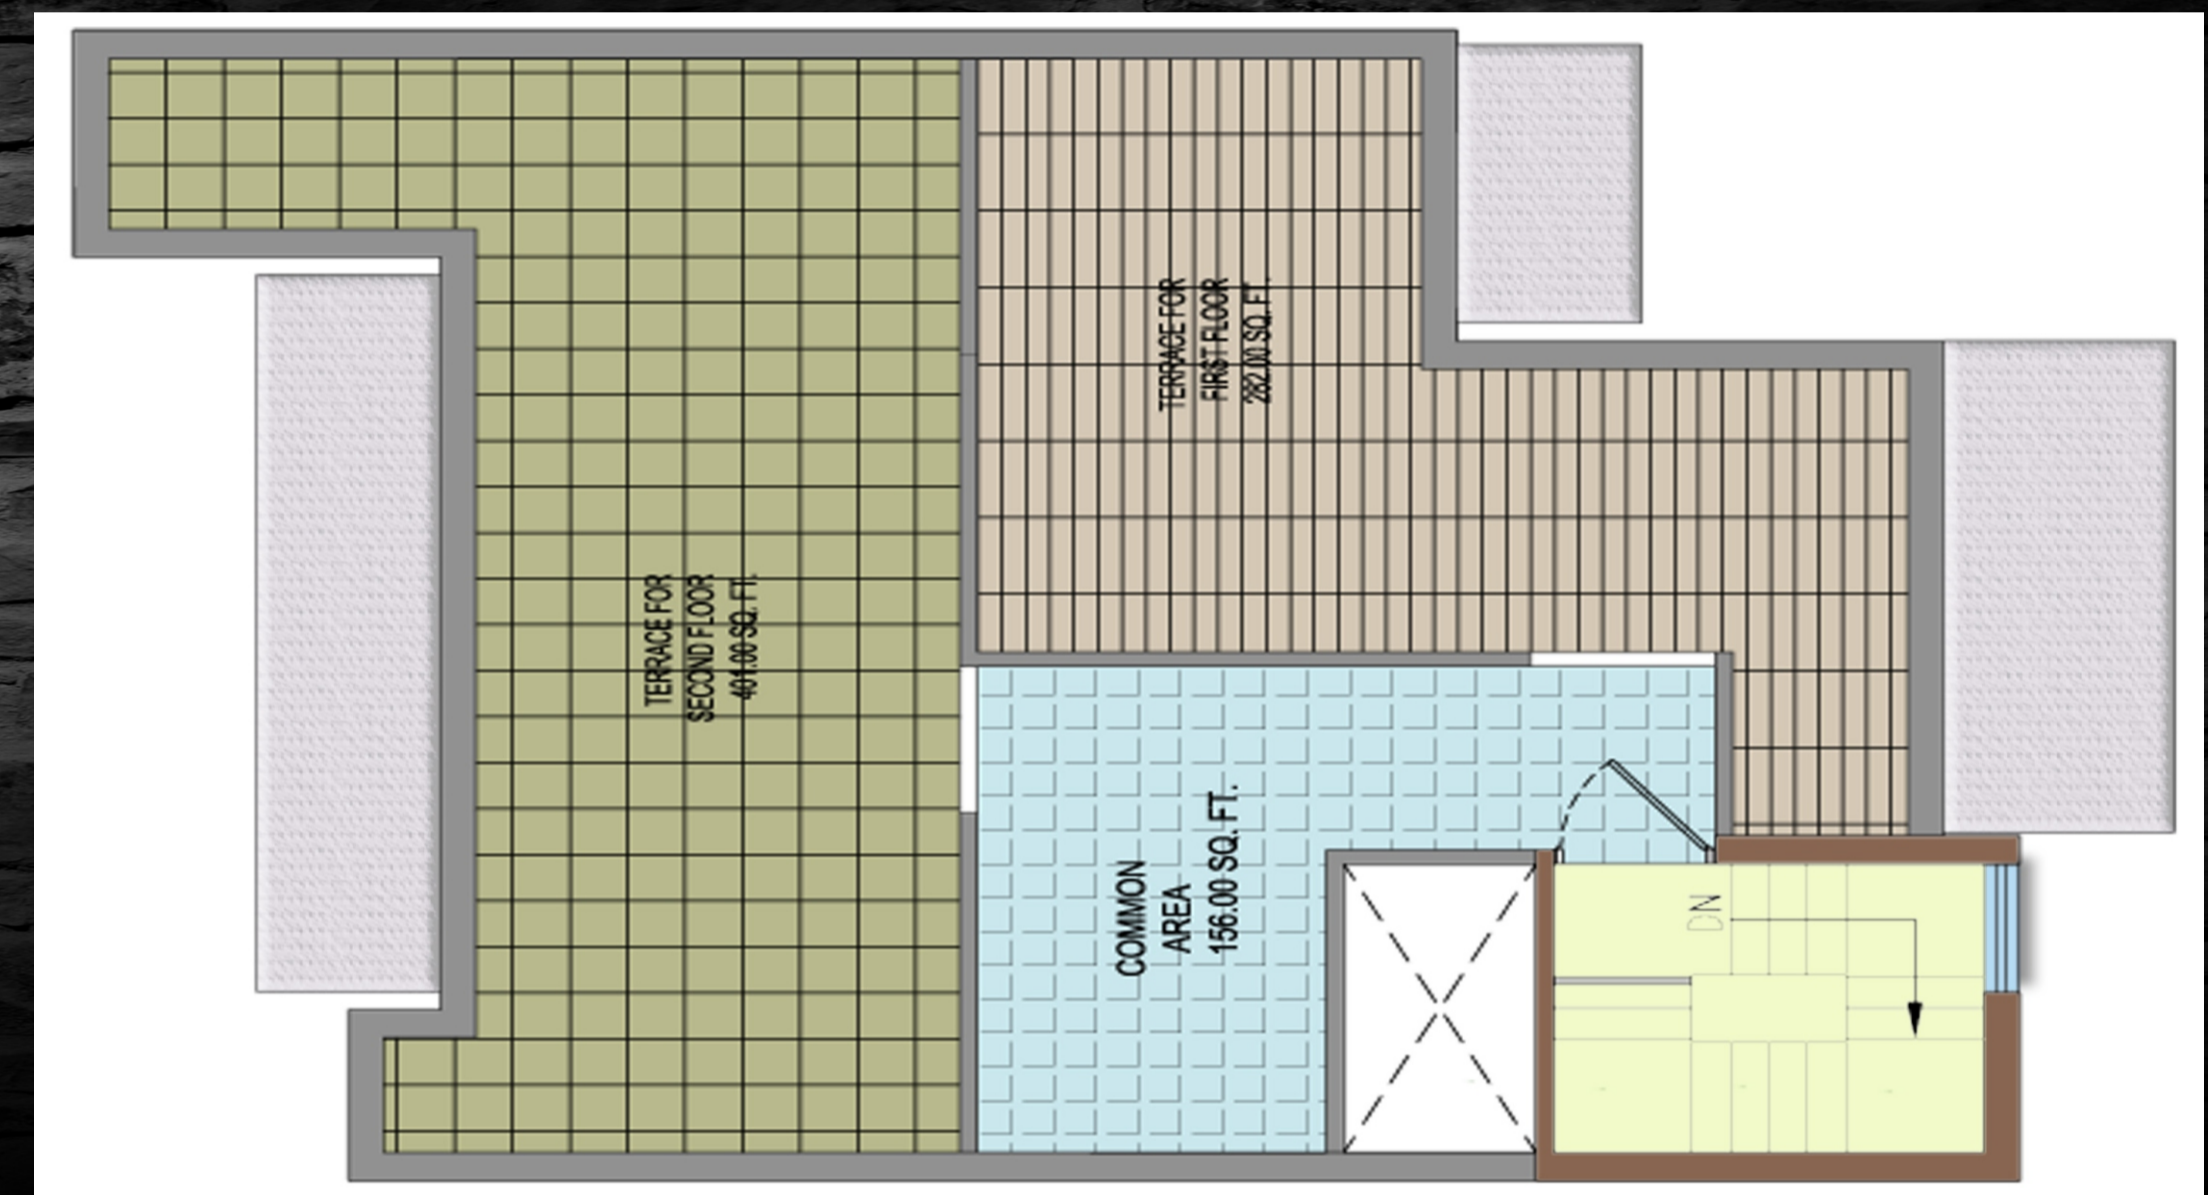 TERRACE FOR
SECOND FLOOR
401.00 SQ. FT.
TERRACE FOR
FIRST FLOOR
282.00 SQ. FT.
COMMON
AREA
156.00 SQ. FT.
DN